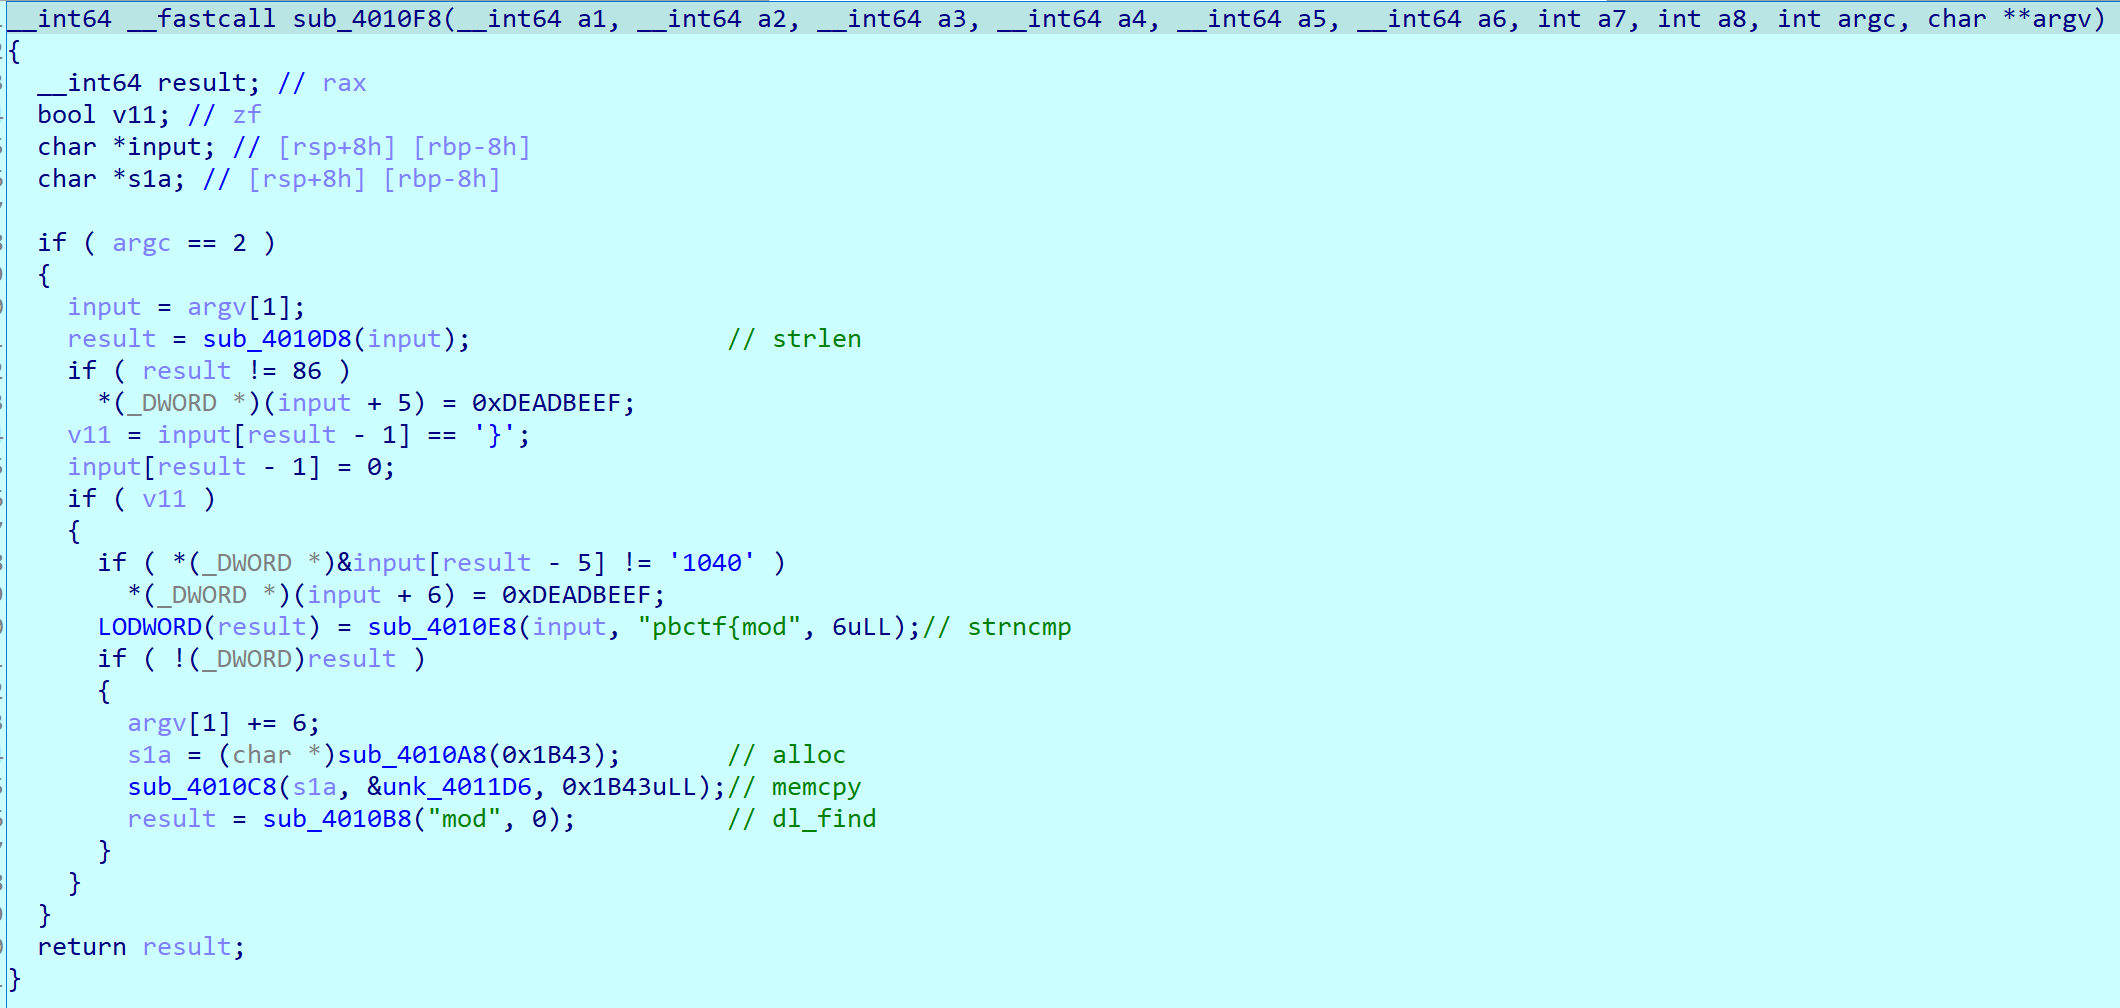 __int64 __fastcall sub_4010F8(__int64 a1, __int64 a2, __int64 a3, __int64 a4, __int64 a5, __int64 a6, int a7, int a8, int argc, char **argv)
{
  __int64 result; // rax
  bool v11; // zf
  char *input; // [rsp+8h] [rbp-8h]
  char *s1a; // [rsp+8h] [rbp-8h]

  if ( argc == 2 )
  {
    input = argv[1];
    result = sub_4010D8(input);                 // strlen
    if ( result != 86 )
      *(_DWORD *)(input + 5) = 0xDEADBEEF;
    v11 = input[result - 1] == '}';
    input[result - 1] = 0;
    if ( v11 )
    {
      if ( *(_DWORD *)&input[result - 5] != '1040' )
        *(_DWORD *)(input + 6) = 0xDEADBEEF;
      LODWORD(result) = sub_4010E8(input, "pbctf{mod", 6uLL);// strncmp
      if ( !(_DWORD)result )
      {
        argv[1] += 6;
        s1a = (char *)sub_4010A8(0x1B43);       // alloc
        sub_4010C8(s1a, &unk_4011D6, 0x1B43uLL);// memcpy
        result = sub_4010B8("mod", 0);          // dl_find
      }
    }
  }
  return result;
}